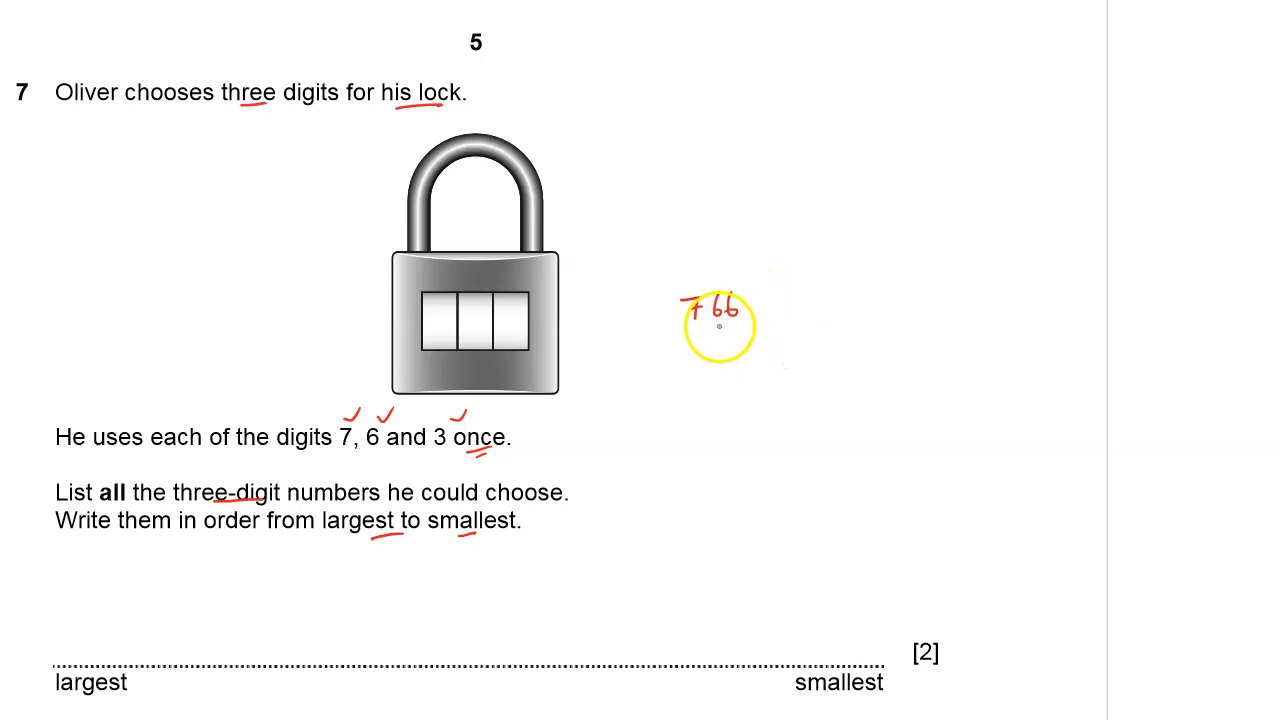 5
7 Oliver chooses three digits for his lock.
766
He uses each of the digits 7, 6 and 3 once.
List all the three-digit numbers he could choose.
Write them in order from largest to smallest.
[2]
largest smallest